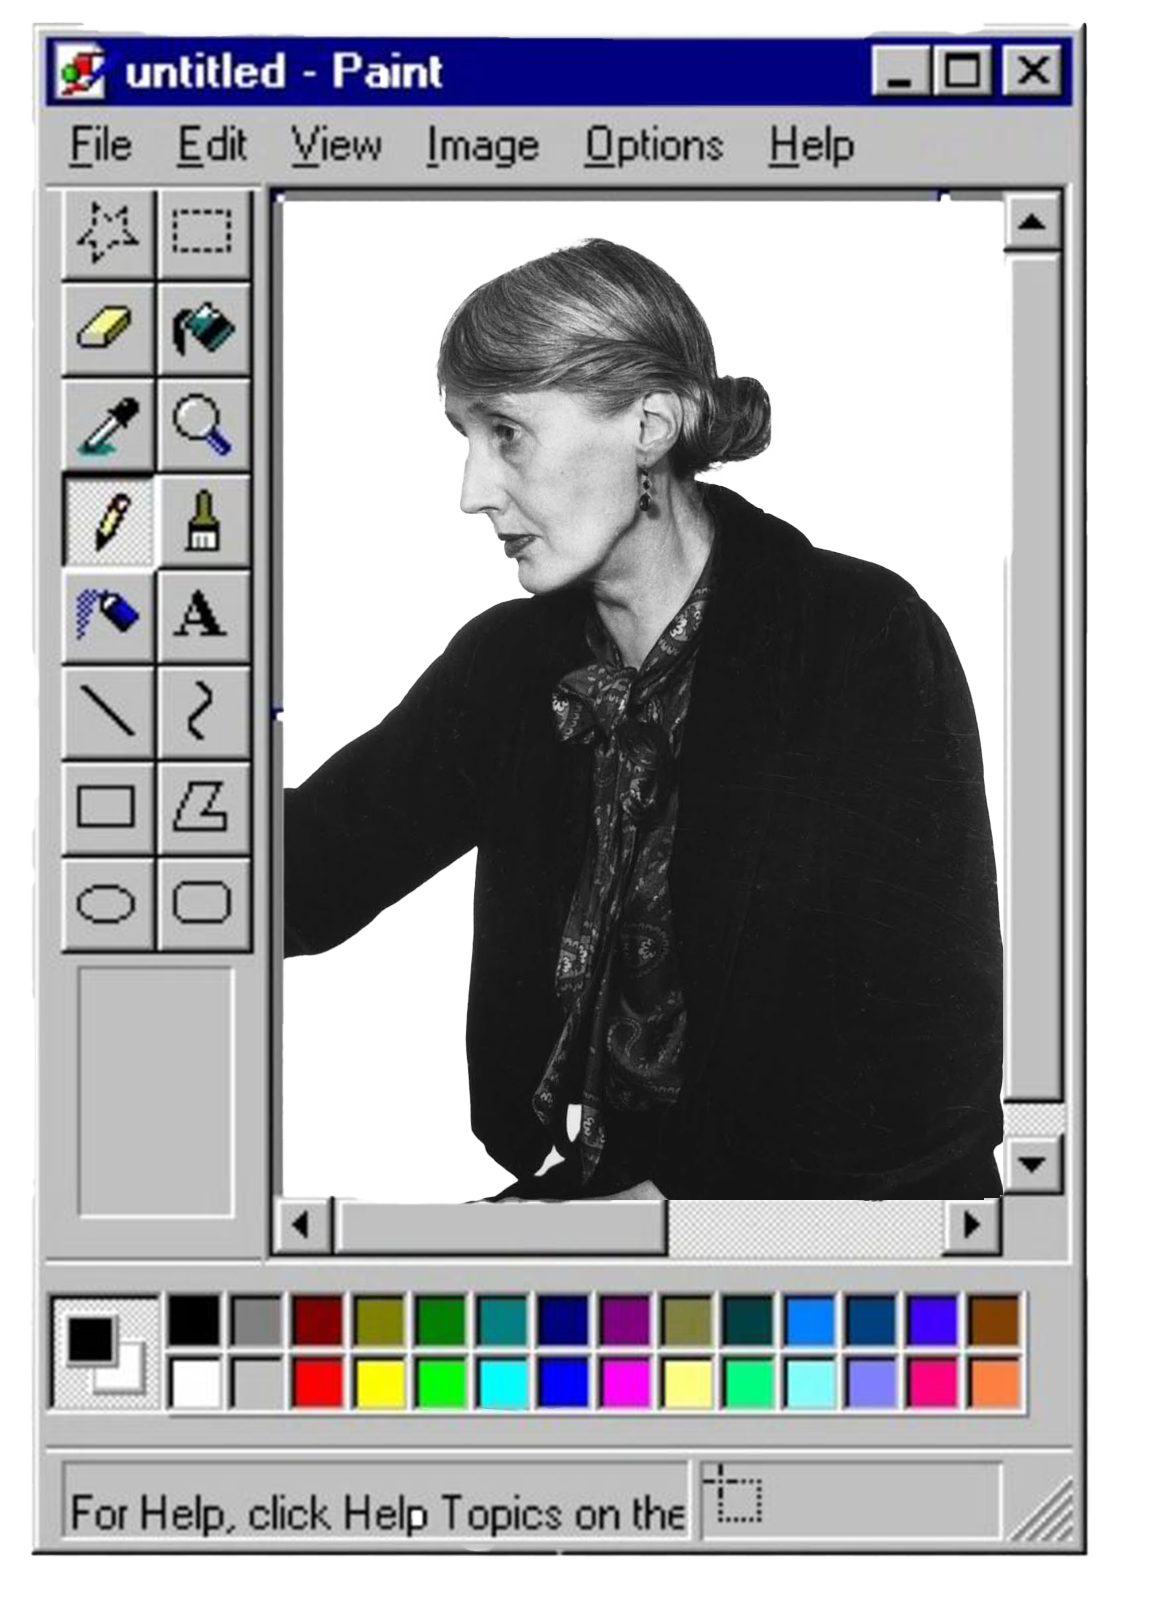 untitled - Paint
File Edit View Image Options Help
A
For Help, click Help Topics on the